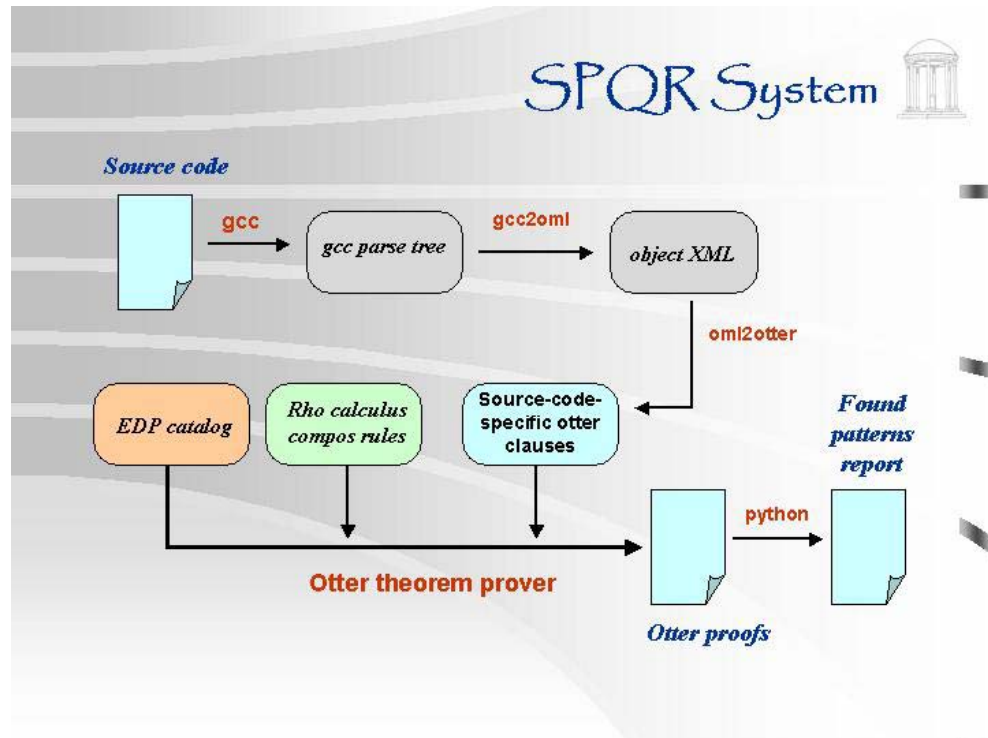 SPQR System
Source code
gcc
gcc parse tree
gcc2oml
object XML
oml2otter
EDP catalog
Rho calculus
compos rules
Source-code-
specific otter
clauses
Found
patterns
report
python
Otter theorem prover
Otter proofs